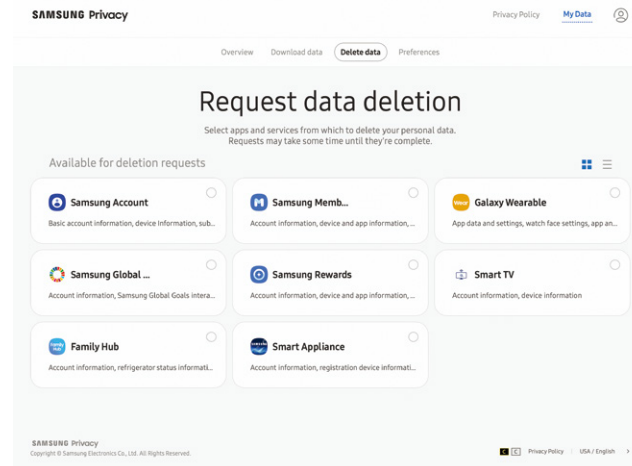 SAMSUNG Privacy
Privacy Policy My Data
Overview Download data Delete data Preferences
Request data deletion
Select apps and services from which to delete your personal data.
Requests may take some time until they're complete.
Available for deletion requests
Samsung Account
Basic account information, device Information, sub...
Samsung Memb...
Account information, device and app information, ...
Galaxy Wearable
App data and settings, watch face settings, app an...
Samsung Global ...
Account information, Samsung Global Goals intera...
Samsung Rewards
Account information, device and app information, ...
Smart TV
Account information, device information
Family Hub
Account information, refrigerator status informati...
Smart Appliance
Account information, registration device informati...
SAMSUNG Privacy
Copyright © Samsung Electronics Co., Ltd. All Rights Reserved.
Privacy Policy USA / English